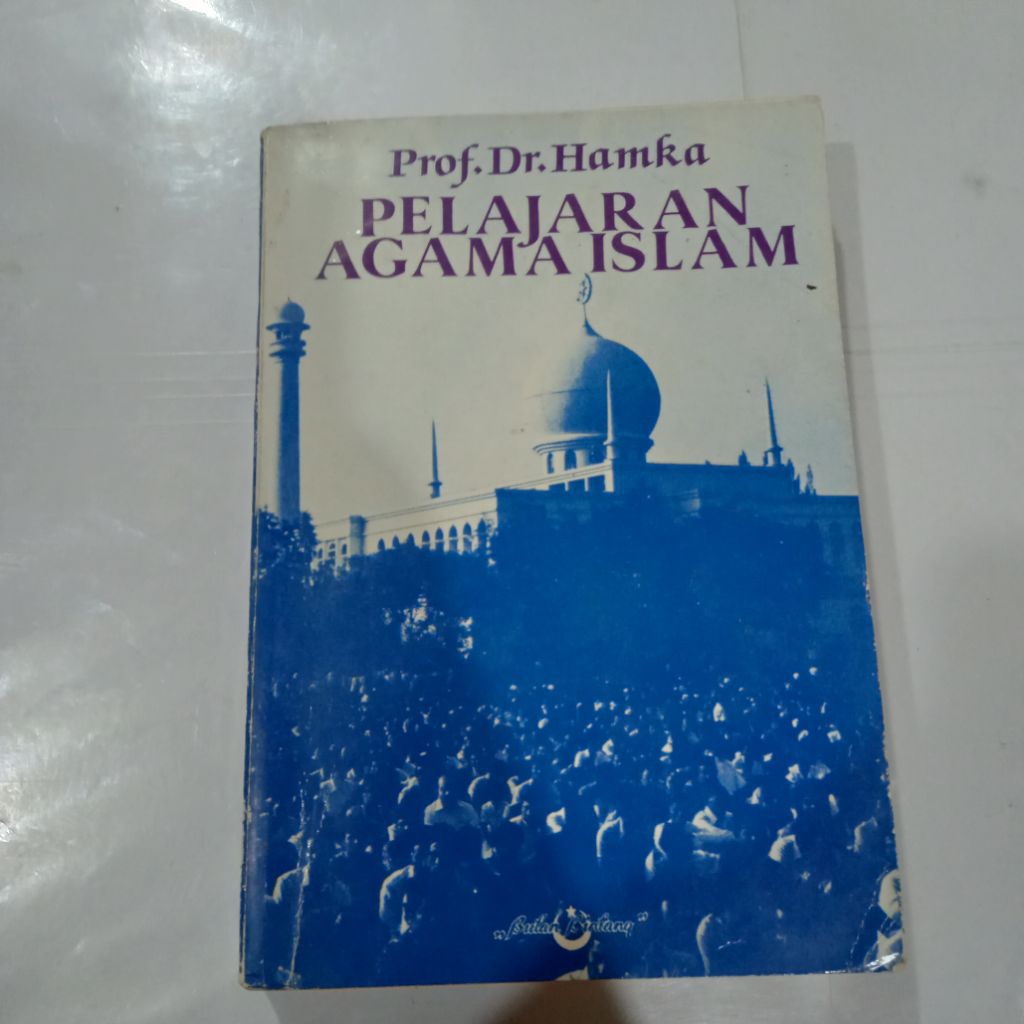 Prof. Dr. Hamka
PELAJARAN
AGAMA ISLAM
„Bulan Bintang”